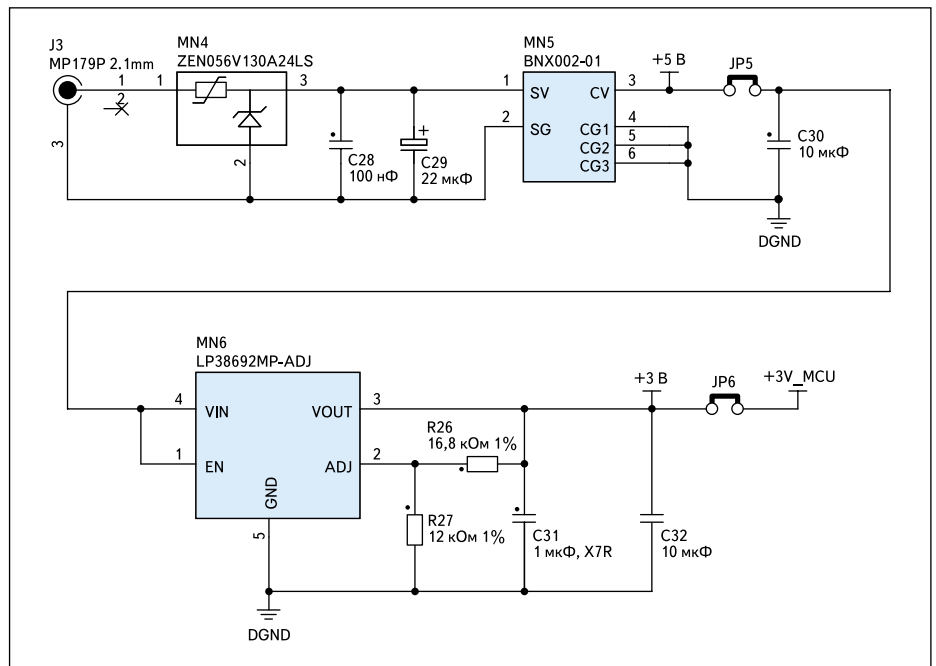 J3
MP179P 2.1mm
1
2
3
MN4
ZEN056V130A24LS
1
3
2
C28
100 нФ
+
C29
22 мкФ
MN5
BNX002-01
1
SV
CV
3
2
SG
CG1
4
CG2
5
CG3
6
+5 В
JP5
C30
10 мкФ
DGND
MN6
LP38692MP-ADJ
4
VIN
VOUT
3
1
EN
ADJ
2
GND
5
R26
16,8 кОм 1%
R27
12 кОм 1%
C31
1 мкФ, X7R
+3 В
C32
10 мкФ
JP6
+3V_MCU
DGND